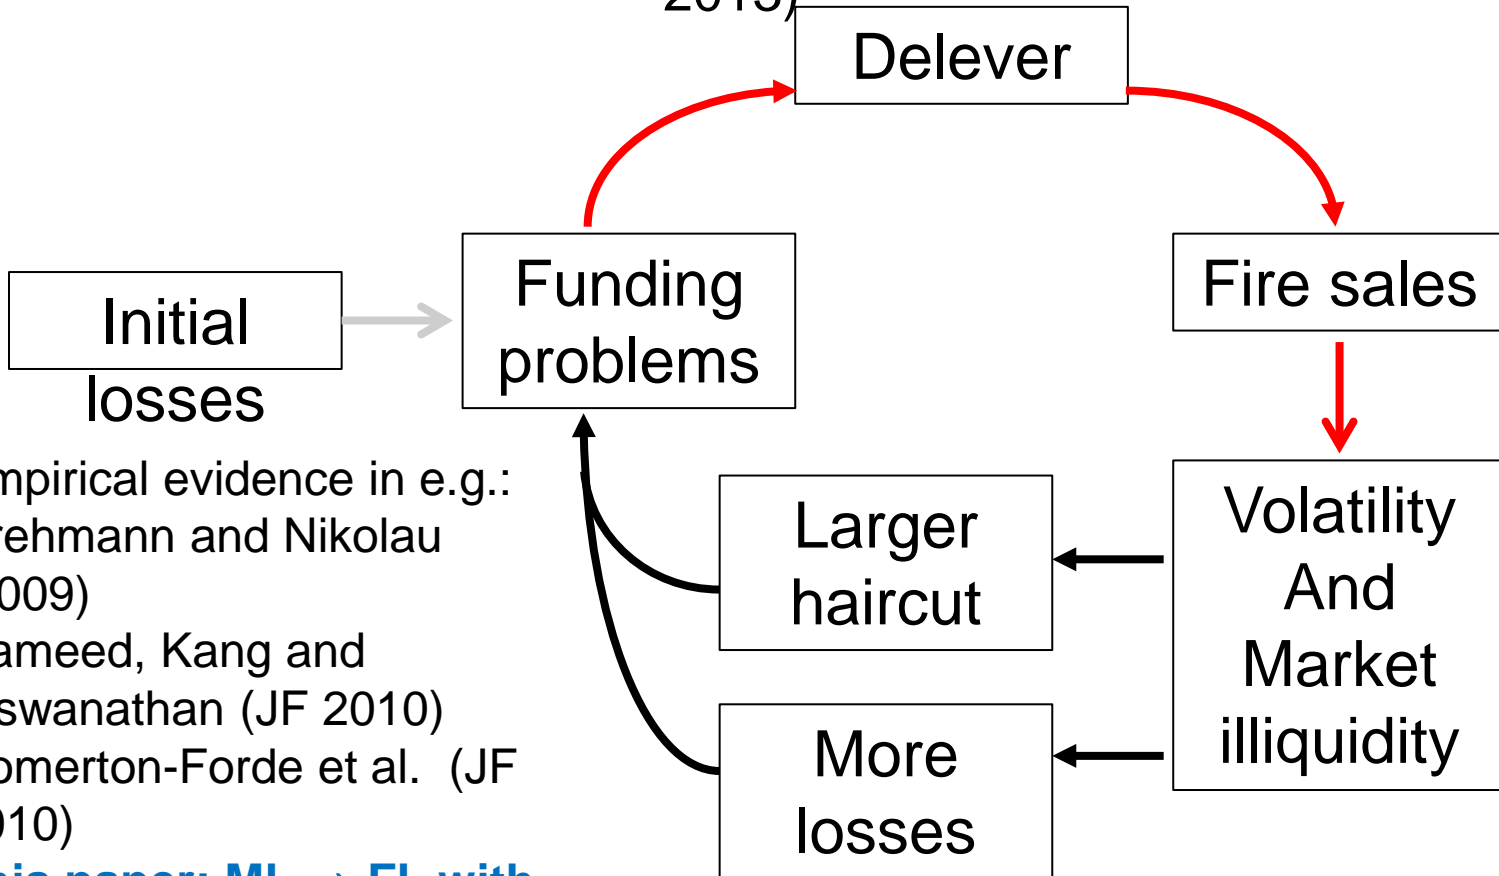 2013)
Delever
Funding
problems
Fire sales
Initial
losses
mpirical evidence in e.g.:
rehmann and Nikolau
009)
ameed, Kang and
swanathan (JF 2010)
omerton-Forde et al. (JF
010)
Larger
haircut
Volatility
And
Market
illiquidity
More
losses